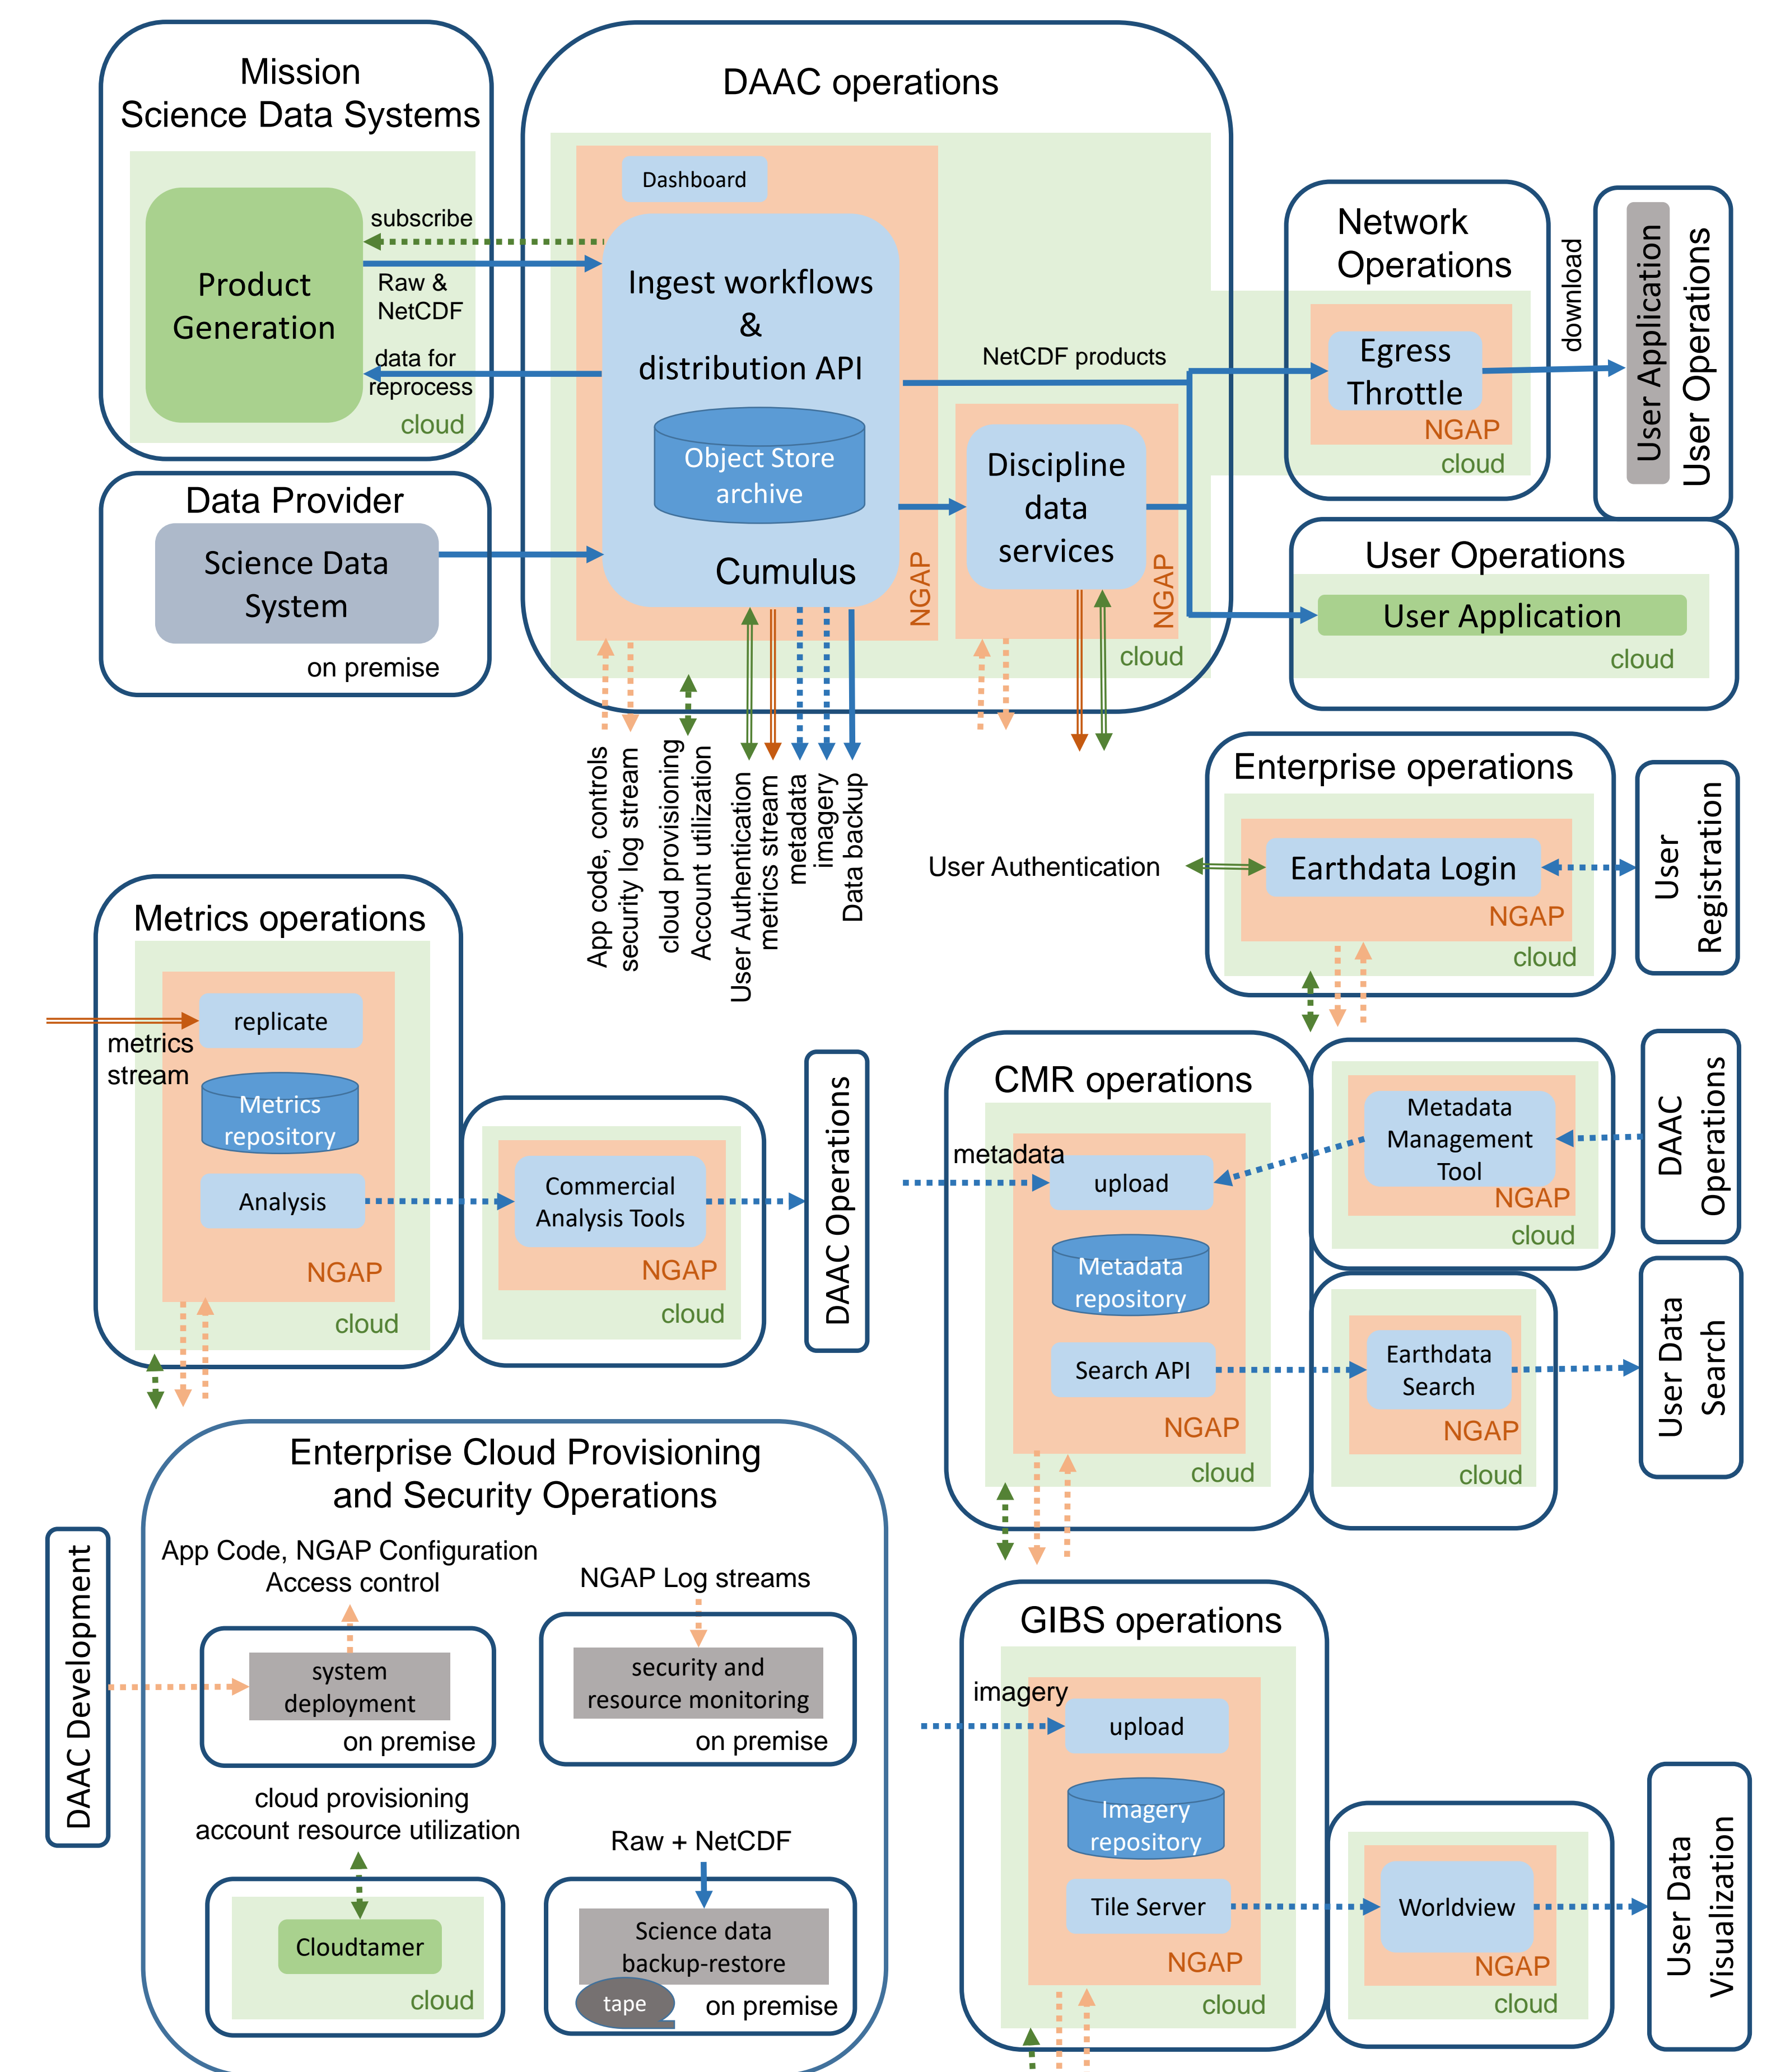 Mission
Science Data Systems
Product
Generation
subscribe
Raw &
NetCDF
data for
reprocess
cloud
Data Provider
Science Data
System
on premise
DAAC operations
Dashboard
Ingest workflows
&
distribution API
Object Store
archive
Cumulus
NGAP
NetCDF products
Discipline
data
services
NGAP
cloud
Network
Operations
Egress
Throttle
NGAP
cloud
download
User Application
User Operations
User Operations
User Application
cloud
App code, controls
security log stream
cloud provisioning
Account utilization
User Authentication
metrics stream
metadata
imagery
Data backup
Enterprise operations
User Authentication
Earthdata Login
NGAP
cloud
User
Registration
Metrics operations
replicate
metrics
stream
Metrics
repository
Analysis
NGAP
cloud
Commercial
Analysis Tools
NGAP
cloud
DAAC Operations
CMR operations
metadata
upload
Metadata
repository
Search API
NGAP
cloud
Metadata
Management
Tool
NGAP
cloud
DAAC
Operations
Earthdata
Search
NGAP
cloud
User Data
Search
Enterprise Cloud Provisioning
and Security Operations
DAAC Development
App Code, NGAP Configuration
Access control
system
deployment
on premise
NGAP Log streams
security and
resource monitoring
on premise
cloud provisioning
account resource utilization
Cloudtamer
cloud
Raw + NetCDF
Science data
backup-restore
tape
on premise
GIBS operations
imagery
upload
Imagery
repository
Tile Server
NGAP
cloud
Worldview
NGAP
cloud
User Data
Visualization